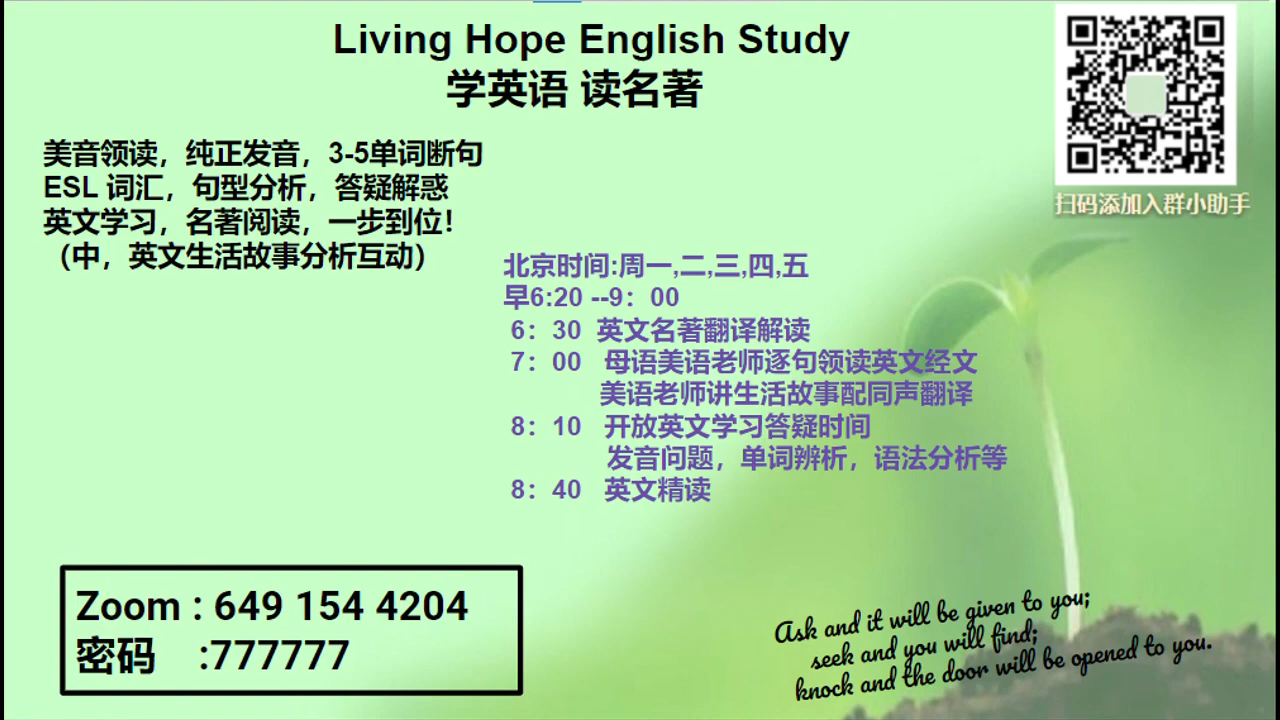 Living Hope English Study
学英语 读名著
美音领读，纯正发音，3-5单词断句
ESL 词汇，句型分析，答疑解惑
英文学习，名著阅读，一步到位！
（中，英文生活故事分析互动）
扫码添加入群小助手
北京时间:周一,二,三,四,五
早6:20 --9：00
6：30 英文名著翻译解读
7：00 母语美语老师逐句领读英文经文
美语老师讲生活故事配同声翻译
8：10 开放英文学习答疑时间
发音问题，单词辨析，语法分析等
8：40 英文精读
Zoom : 649 154 4204
密码 :777777
Ask and it will be given to you;
seek and you will find;
knock and the door will be opened to you.